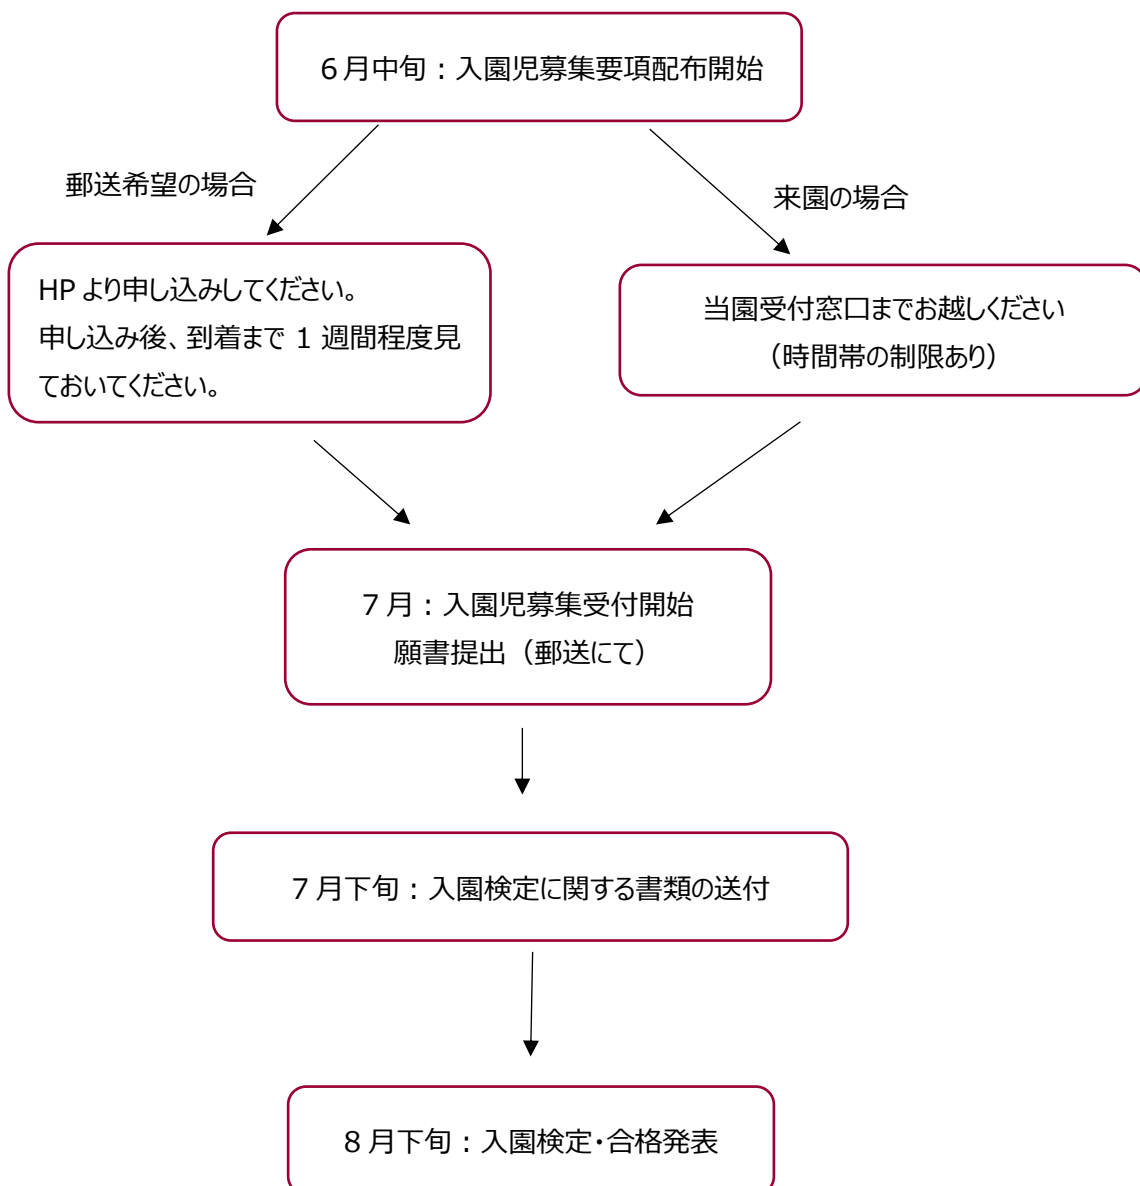 6月中旬：入園児募集要項配布開始
郵送希望の場合
来園の場合
HPより申し込みしてください。
申し込み後、到着まで1週間程度見
ておいてください。
当園受付窓口までお越しください
（時間帯の制限あり）
7月：入園児募集受付開始
願書提出（郵送にて）
7月下旬：入園検定に関する書類の送付
8月下旬：入園検定・合格発表